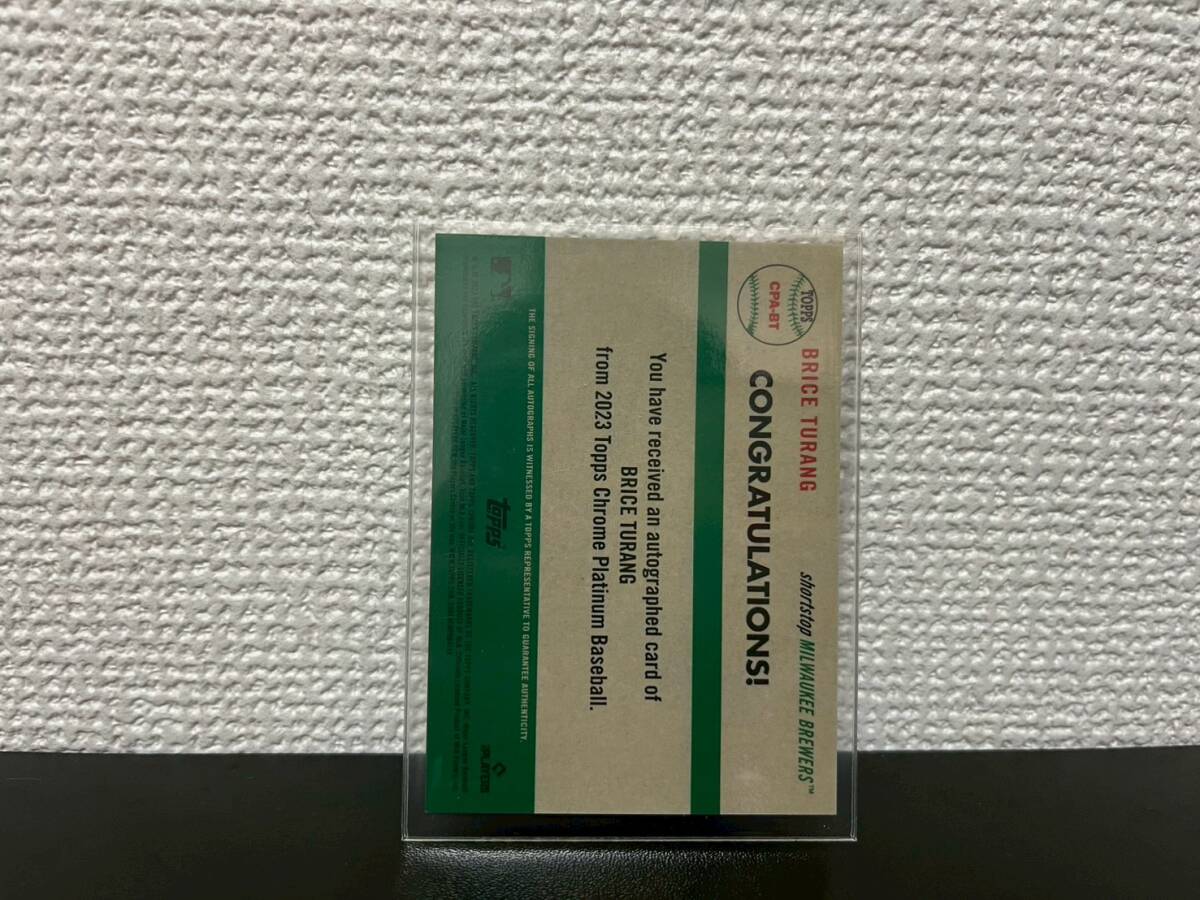 TOPPS
CPA-BT
BRICE TURANG
shortstop MILWAUKEE BREWERS™
CONGRATULATIONS!
You have received an autographed card of
BRICE TURANG
from 2023 Topps Chrome Platinum Baseball.
THE SIGNING OF ALL AUTOGRAPHS IS WITNESSED BY A TOPPS REPRESENTATIVE TO GUARANTEE AUTHENTICITY.
topps
PLAYERS